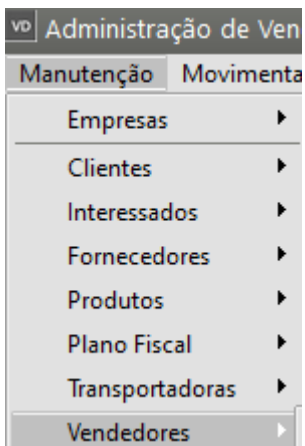 VD Administração de Ven
Manutenção Movimenta
Empresas
Clientes
Interessados
Fornecedores
Produtos
Plano Fiscal
Transportadoras
Vendedores